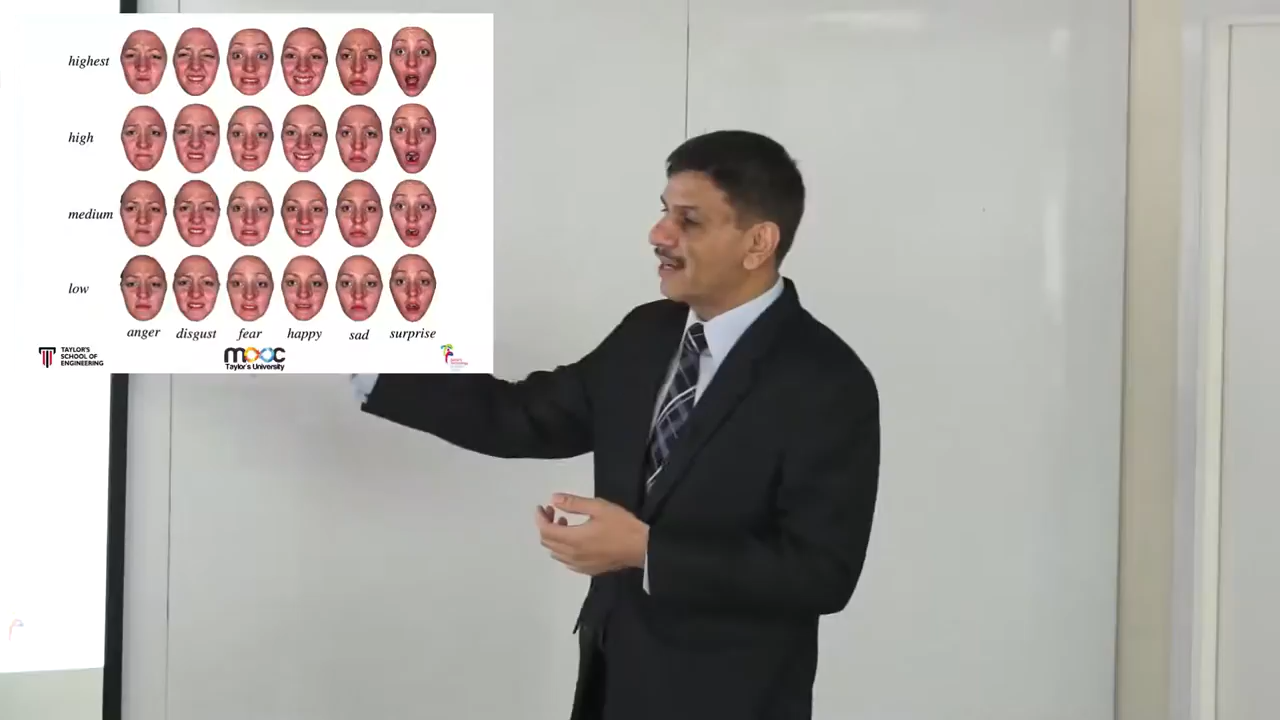 highest
high
medium
low
anger disgust fear happy sad surprise
TAYLOR'S
SCHOOL OF
ENGINEERING
mooc
Taylor's University